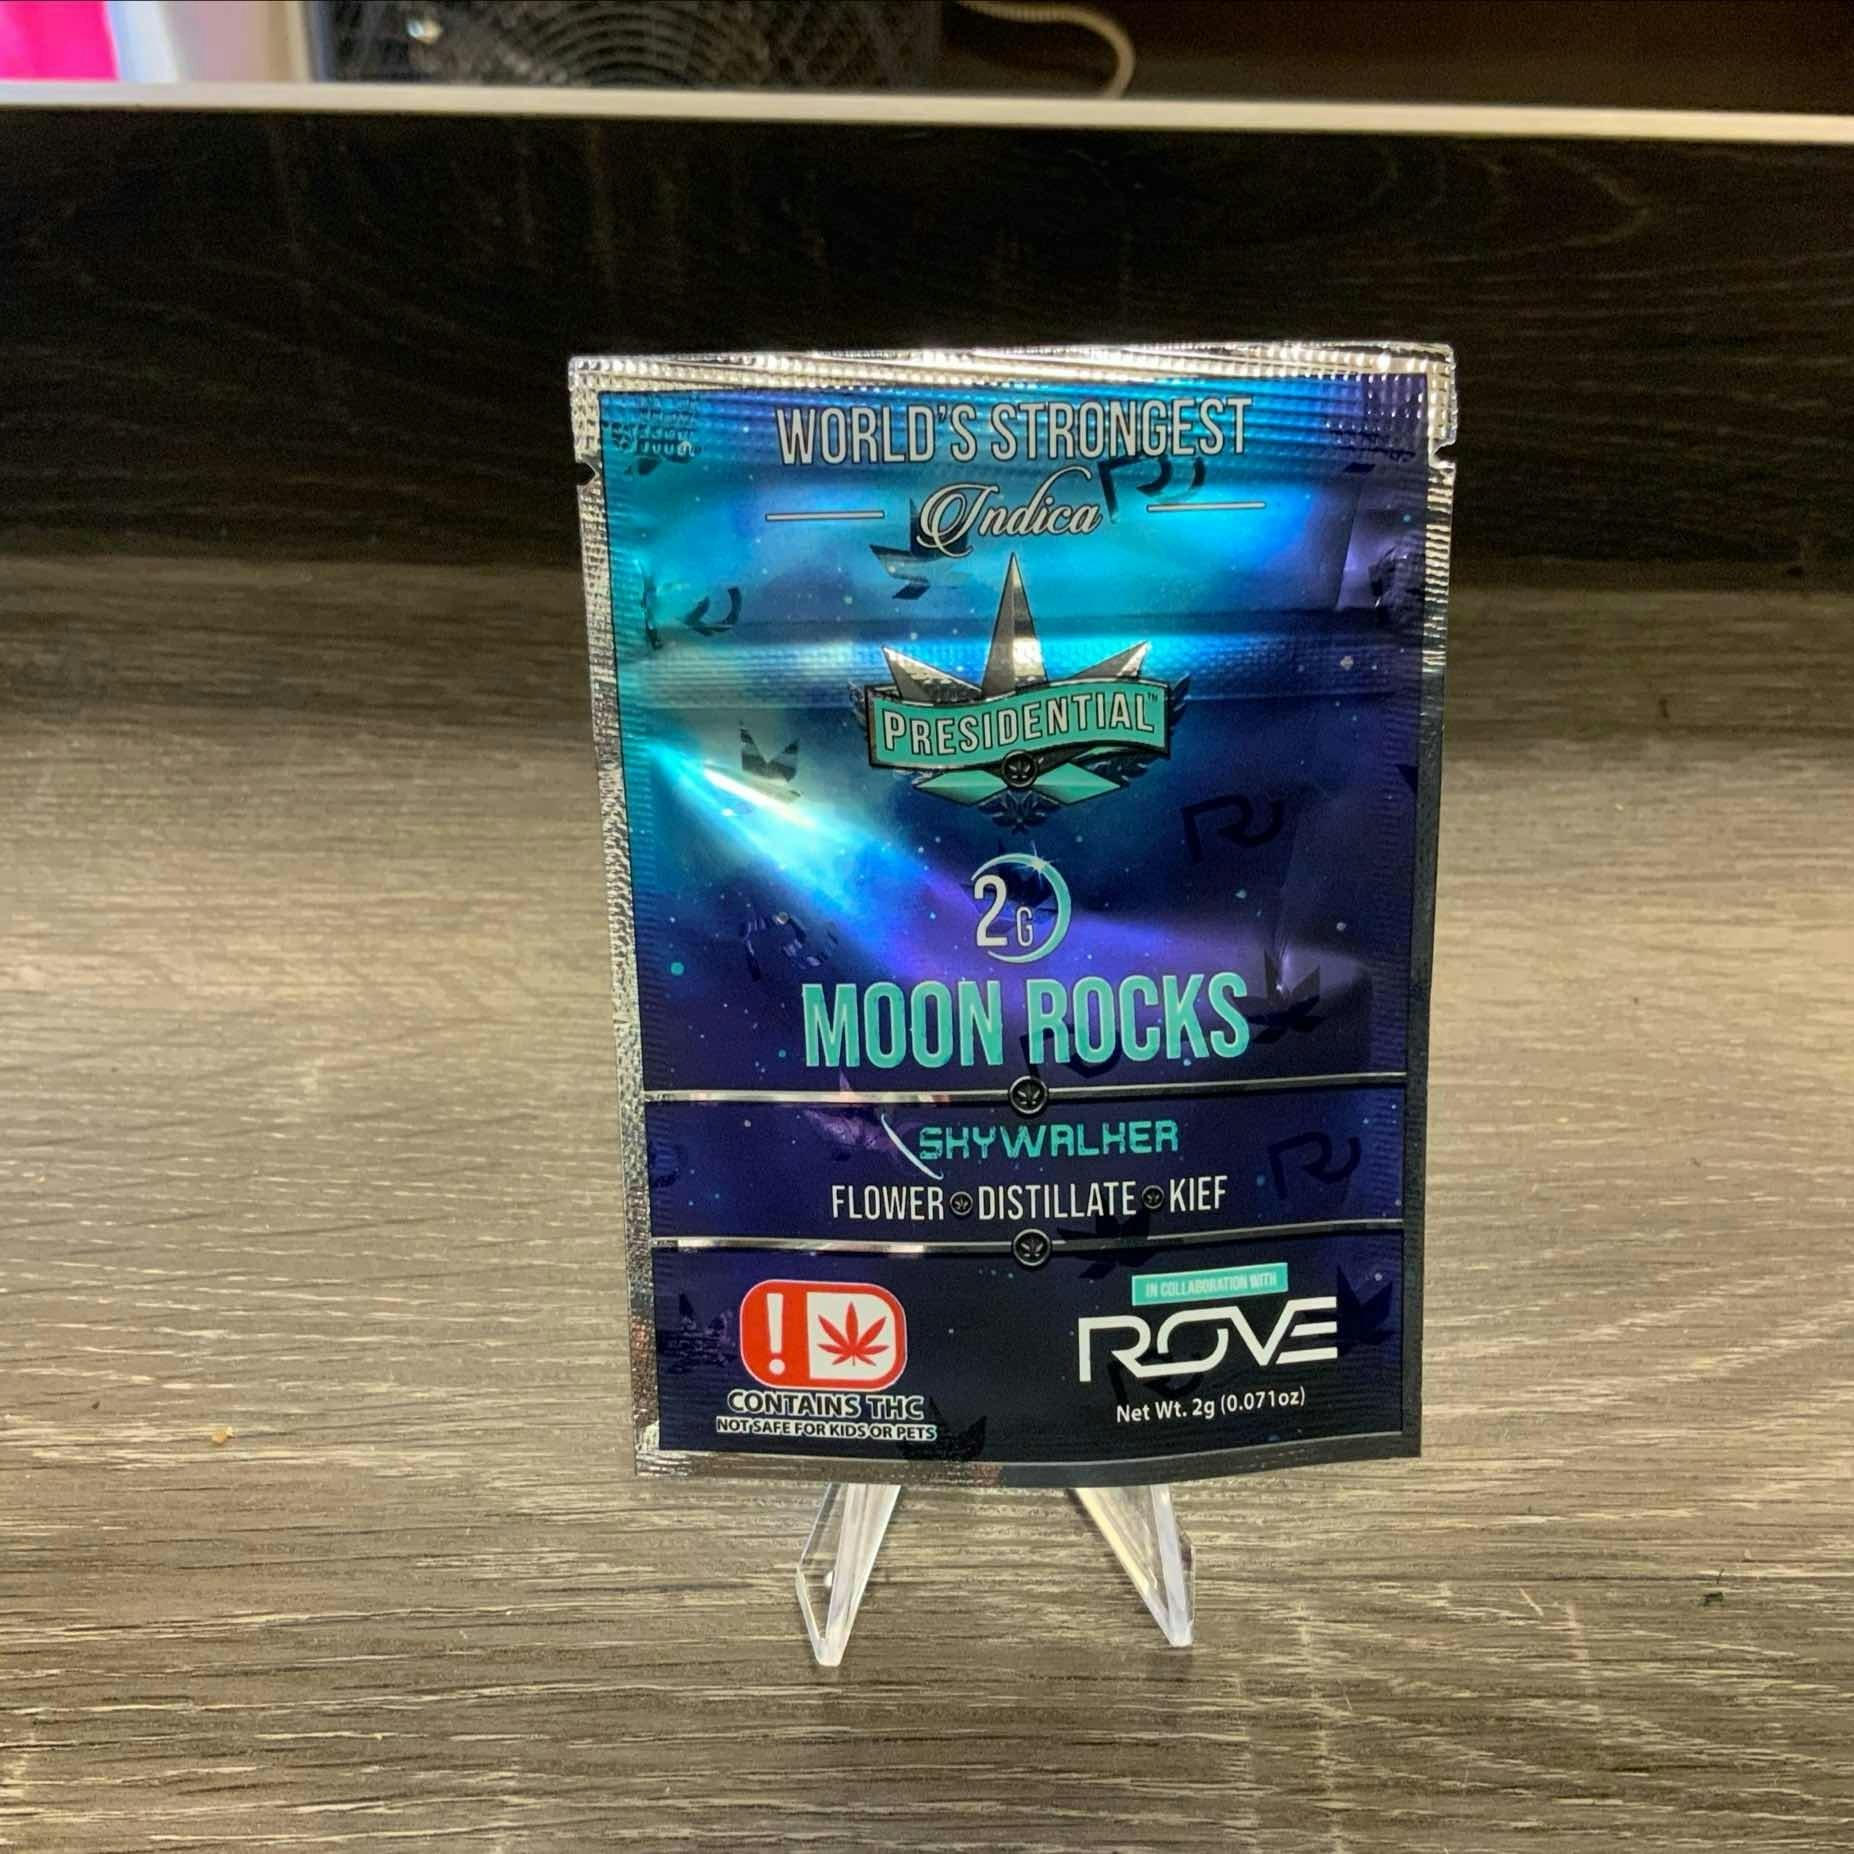 WORLD'S STRONGEST
Indica
PRESIDENTIAL™
2G
MOON ROCKS
SKYWALKER
FLOWER DISTILLATE KIEF
IN COLLABORATION WITH
ROVE
Net Wt. 2g (0.071oz)
CONTAINS THC
NOT SAFE FOR KIDS OR PETS